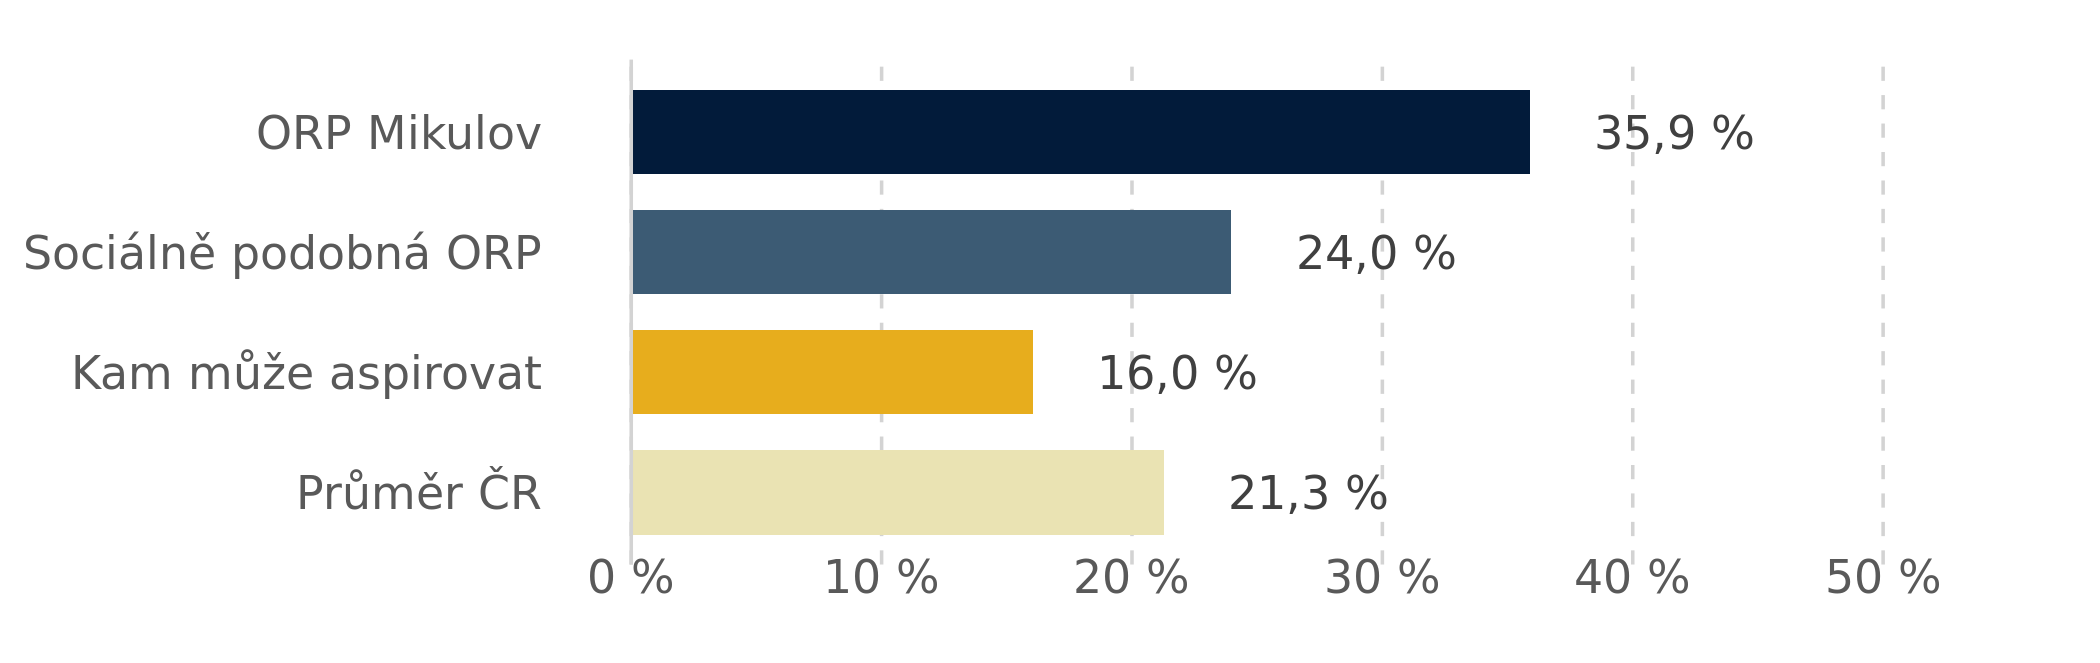 ORP Mikulov 35,9 %
Sociálně podobná ORP 24,0 %
Kam může aspirovat 16,0 %
Průměr ČR 21,3 %
0 % 10 % 20 % 30 % 40 % 50 %